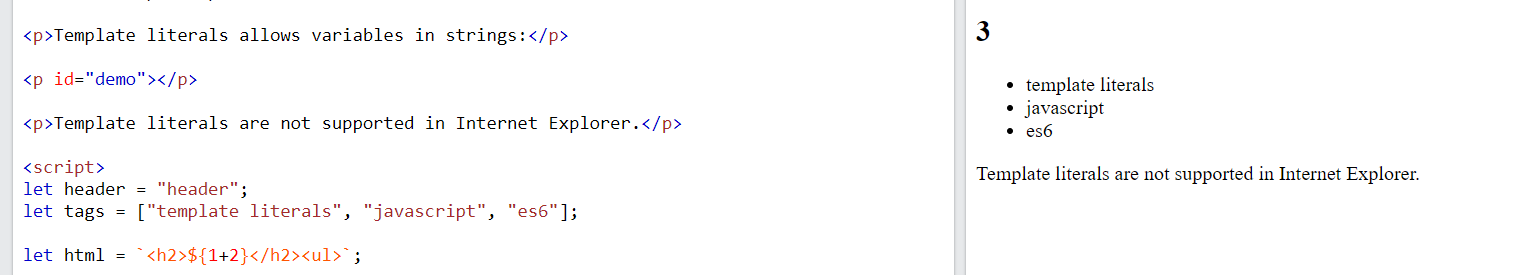 <p>Template literals allows variables in strings:</p>
<p id="demo"></p>
<p>Template literals are not supported in Internet Explorer.</p>
<script>
let header = "header";
let tags = ["template literals", "javascript", "es6"];
let html = `<h2>${1+2}</h2><ul>`;
3
• template literals
• javascript
• es6
Template literals are not supported in Internet Explorer.